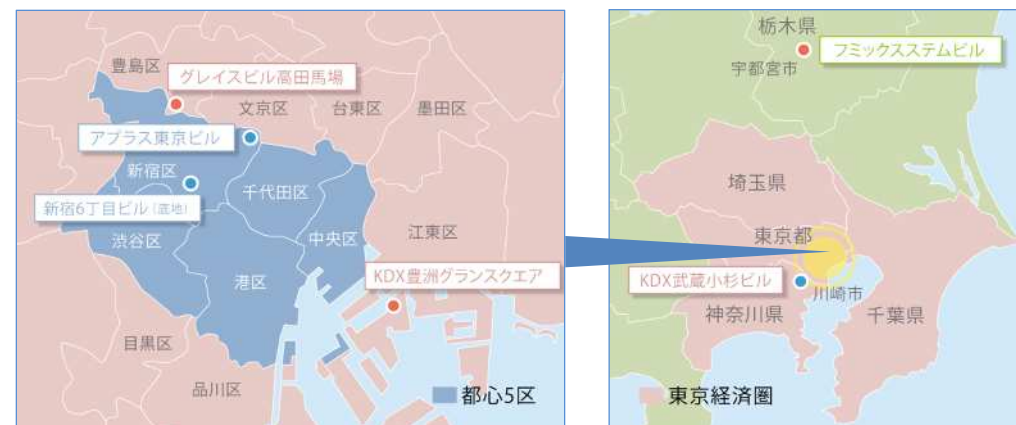 豊島区
グレイスビル高田馬場
文京区
台東区
墨田区
アプラス東京ビル
新宿区
千代田区
新宿6丁目ビル（底地）
渋谷区
中央区
江東区
港区
KDX豊洲グランスクエア
目黒区
品川区
都心5区
栃木県
フミックスステムビル
宇都宮市
埼玉県
東京都
KDX武蔵小杉ビル
川崎市
神奈川県
千葉県
東京経済圏